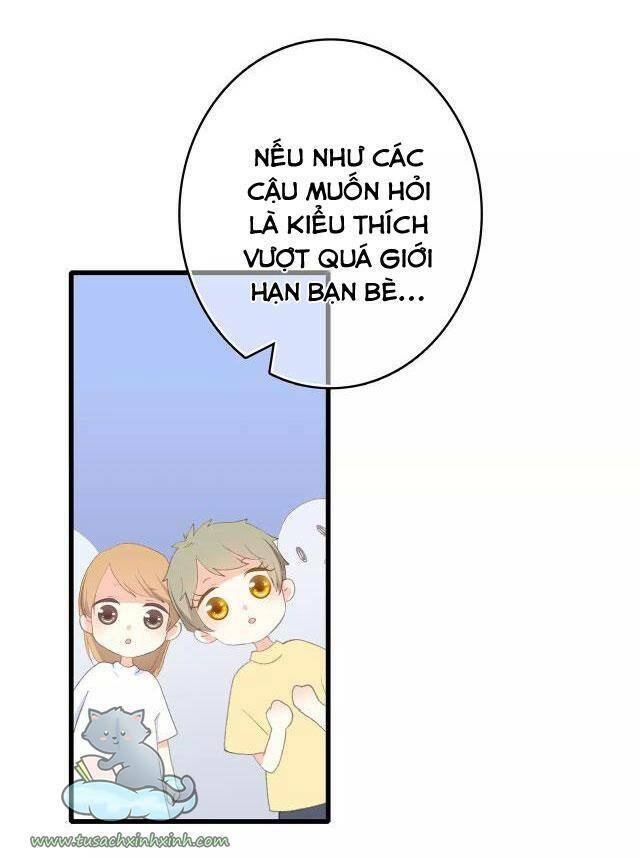 NẾU NHƯ CÁC
CẬU MUỐN HỎI
LÀ KIỂU THÍCH
VƯỢT QUÁ GIỚI
HẠN BẠN BÈ...
www.tusachxinhxinh.com